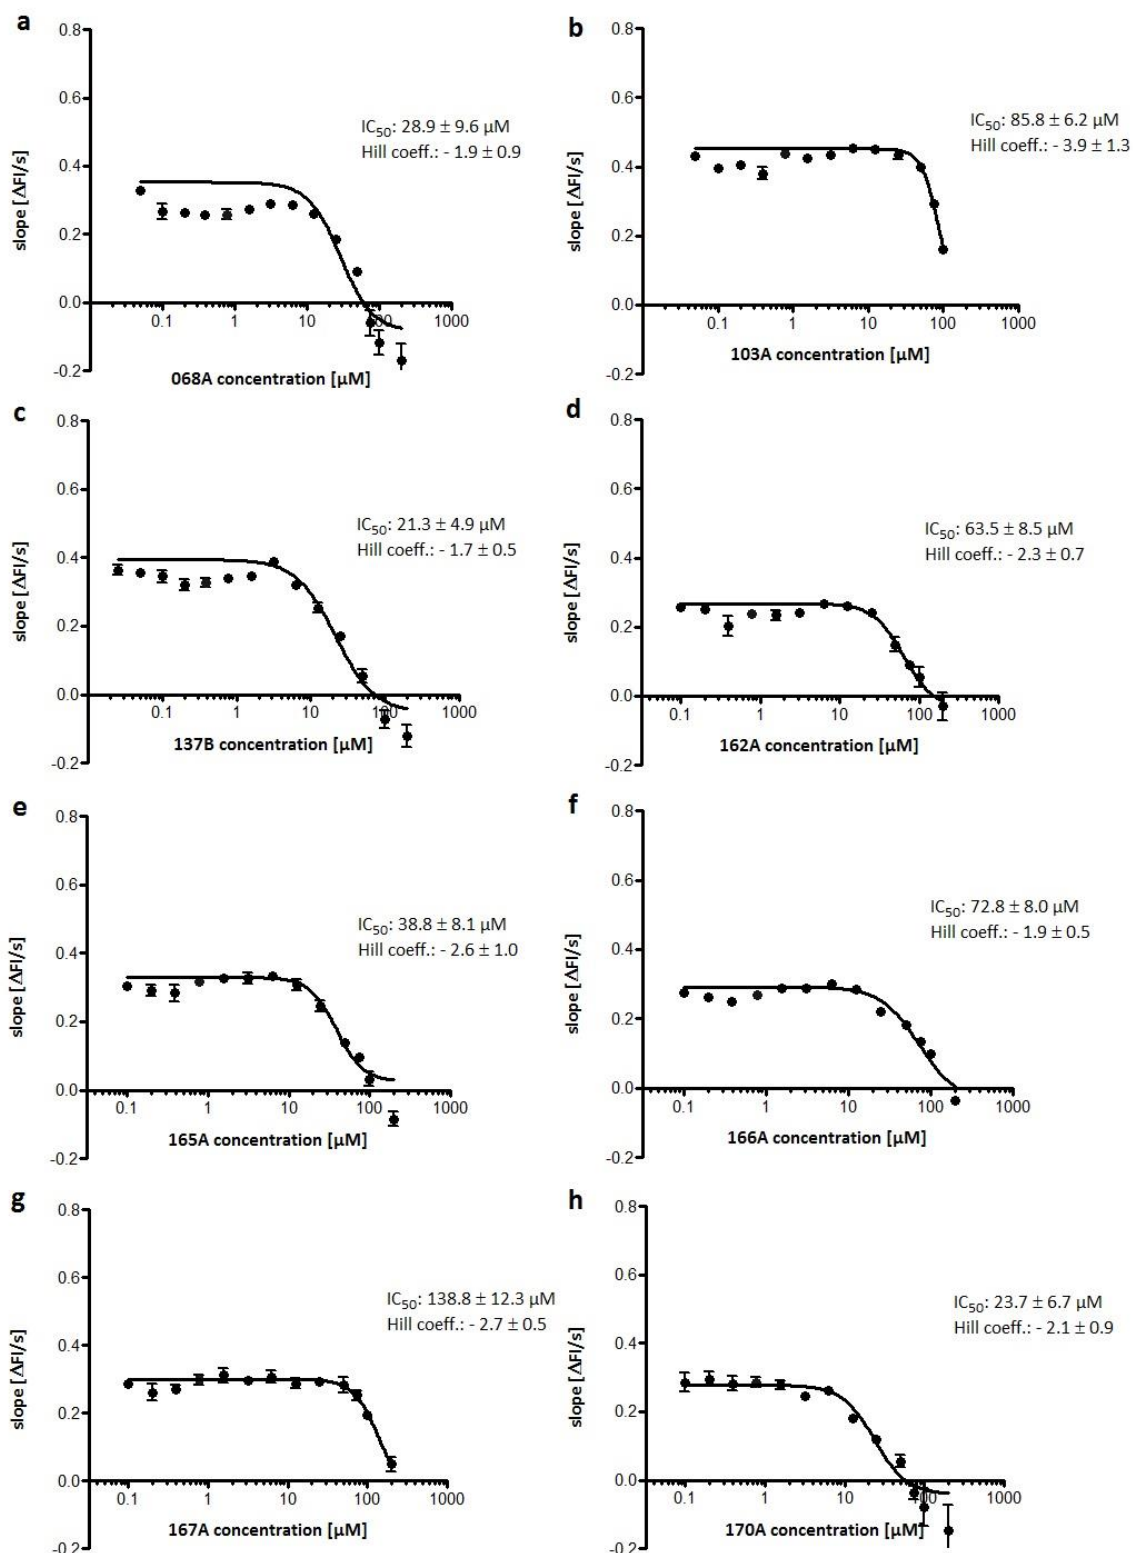 a
0.8
0.6
0.4
0.2
0.0
-0.2
slope [ΔFI/s]
IC50: 28.9 ± 9.6 µM
Hill coeff.: - 1.9 ± 0.9
0.1
1
10
100
1000
068A concentration [µM]
b
0.8
0.6
0.4
0.2
0.0
-0.2
slope [ΔFI/s]
IC50: 85.8 ± 6.2 µM
Hill coeff.: - 3.9 ± 1.3
0.1
1
10
100
1000
103A concentration [µM]
c
0.8
0.6
0.4
0.2
0.0
-0.2
slope [ΔFI/s]
IC50: 21.3 ± 4.9 µM
Hill coeff.: - 1.7 ± 0.5
0.1
1
10
100
1000
137B concentration [µM]
d
0.8
0.6
0.4
0.2
0.0
-0.2
slope [ΔFI/s]
IC50: 63.5 ± 8.5 µM
Hill coeff.: - 2.3 ± 0.7
0.1
1
10
100
1000
162A concentration [µM]
e
0.8
0.6
0.4
0.2
0.0
-0.2
slope [ΔFI/s]
IC50: 38.8 ± 8.1 µM
Hill coeff.: - 2.6 ± 1.0
0.1
1
10
100
1000
165A concentration [µM]
f
0.8
0.6
0.4
0.2
0.0
-0.2
slope [ΔFI/s]
IC50: 72.8 ± 8.0 µM
Hill coeff.: - 1.9 ± 0.5
0.1
1
10
100
1000
166A concentration [µM]
g
0.8
0.6
0.4
0.2
0.0
-0.2
slope [ΔFI/s]
IC50: 138.8 ± 12.3 µM
Hill coeff.: - 2.7 ± 0.5
0.1
1
10
100
1000
167A concentration [µM]
h
0.8
0.6
0.4
0.2
0.0
-0.2
slope [ΔFI/s]
IC50: 23.7 ± 6.7 µM
Hill coeff.: - 2.1 ± 0.9
0.1
1
10
100
1000
170A concentration [µM]